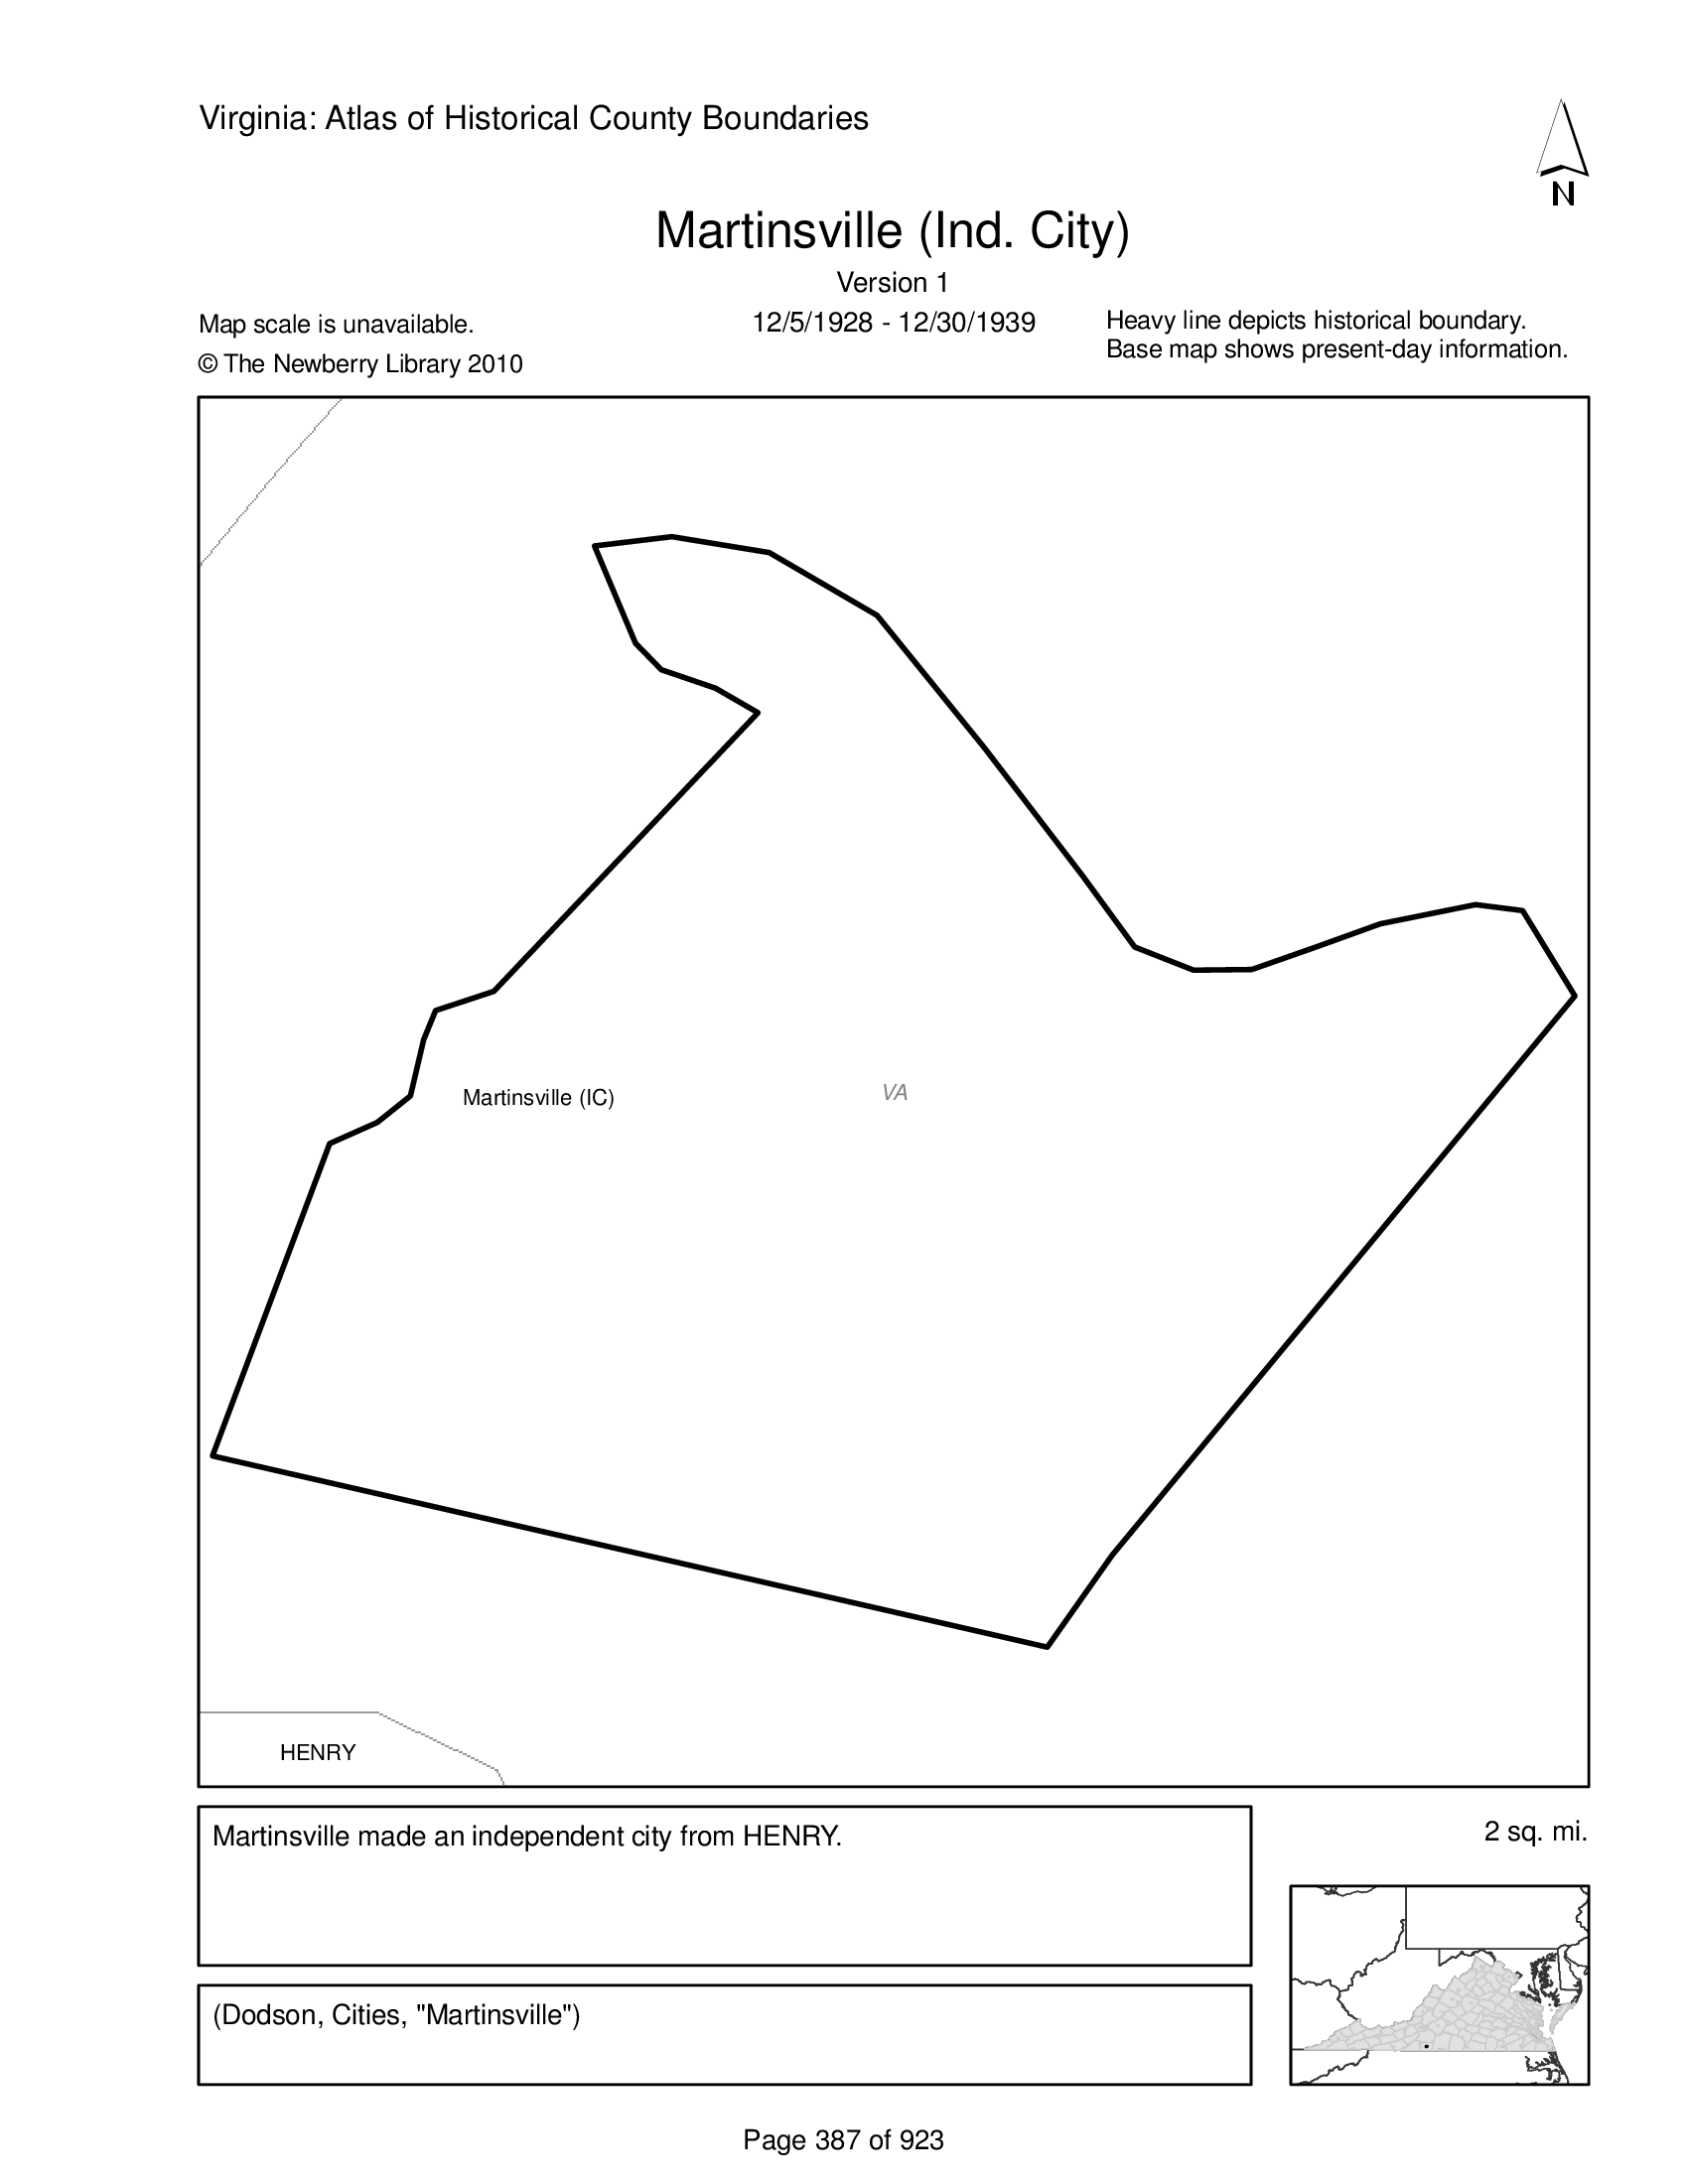 Virginia: Atlas of Historical County Boundaries
N
Martinsville (Ind. City)
Version 1
12/5/1928 - 12/30/1939
Map scale is unavailable.
© The Newberry Library 2010
Heavy line depicts historical boundary.
Base map shows present-day information.
Martinsville (IC)
VA
HENRY
Martinsville made an independent city from HENRY.
2 sq. mi.
(Dodson, Cities, "Martinsville")
Page 387 of 923